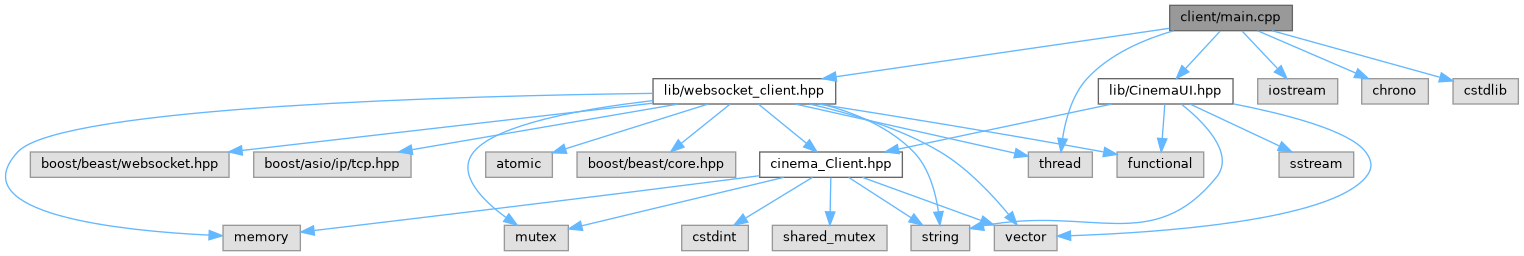 client/main.cpp
lib/websocket_client.hpp
lib/CinemaUI.hpp
iostream
chrono
cstdlib
boost/beast/websocket.hpp
boost/asio/ip/tcp.hpp
atomic
boost/beast/core.hpp
cinema_Client.hpp
thread
functional
sstream
memory
mutex
cstdint
shared_mutex
string
vector